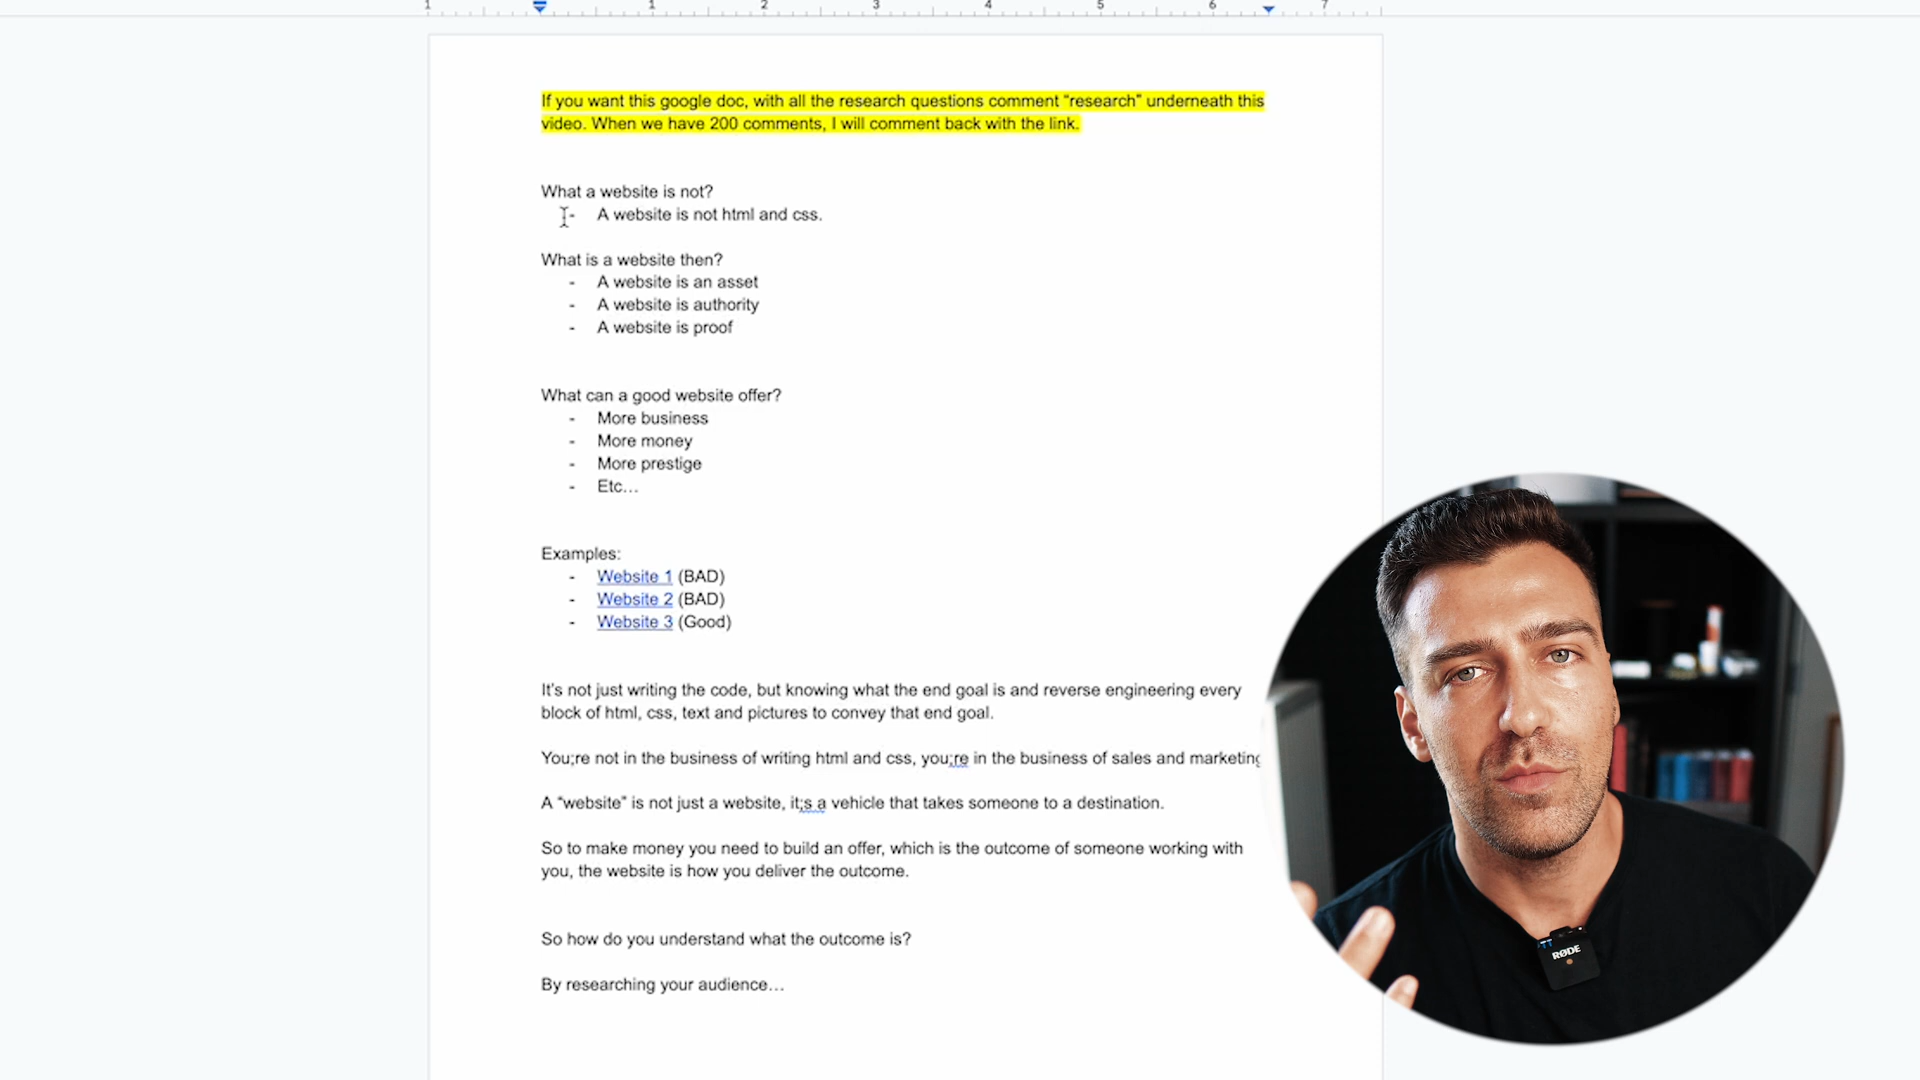 1 1 2 3 4 5 6 7
If you want this google doc, with all the research questions comment “research” underneath this
video. When we have 200 comments, I will comment back with the link.
What a website is not?
- A website is not html and css.
What is a website then?
- A website is an asset
- A website is authority
- A website is proof
What can a good website offer?
- More business
- More money
- More prestige
- Etc…
Examples:
- Website 1 (BAD)
- Website 2 (BAD)
- Website 3 (Good)
It’s not just writing the code, but knowing what the end goal is and reverse engineering every
block of html, css, text and pictures to convey that end goal.
You;re not in the business of writing html and css, you;re in the business of sales and marketing
A “website” is not just a website, it;s a vehicle that takes someone to a destination.
So to make money you need to build an offer, which is the outcome of someone working with
you, the website is how you deliver the outcome.
So how do you understand what the outcome is?
By researching your audience…
RØDE